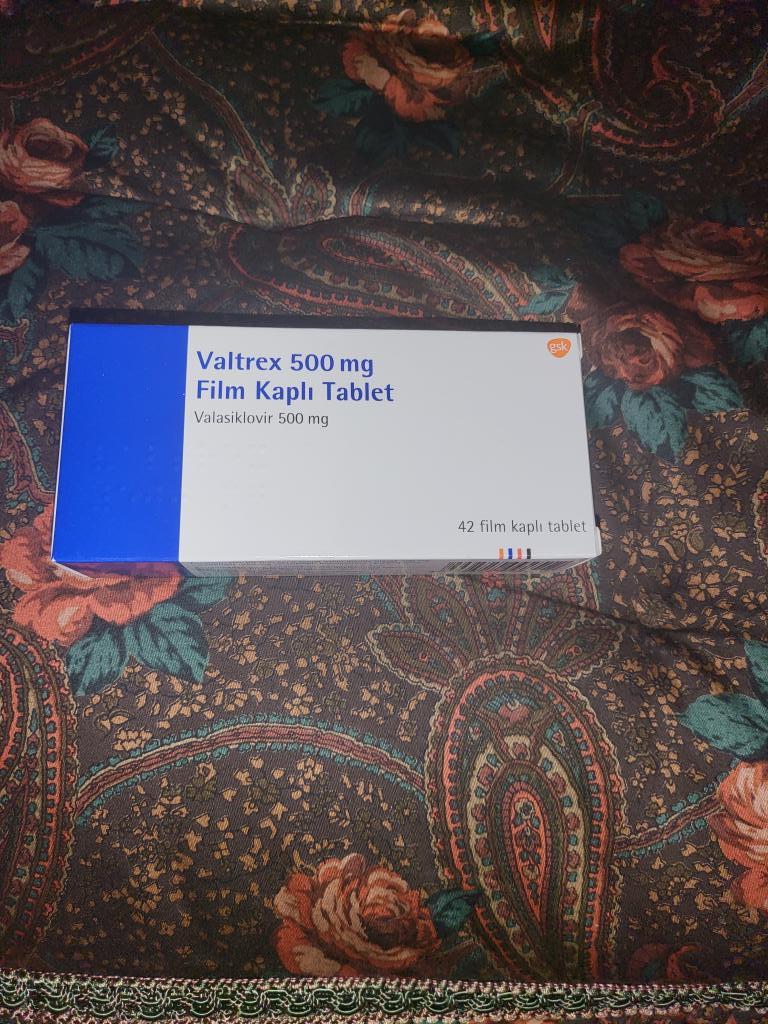 Valtrex 500 mg
Film Kaplı Tablet
Valasiklovir 500 mg
gsk
42 film kaplı tablet